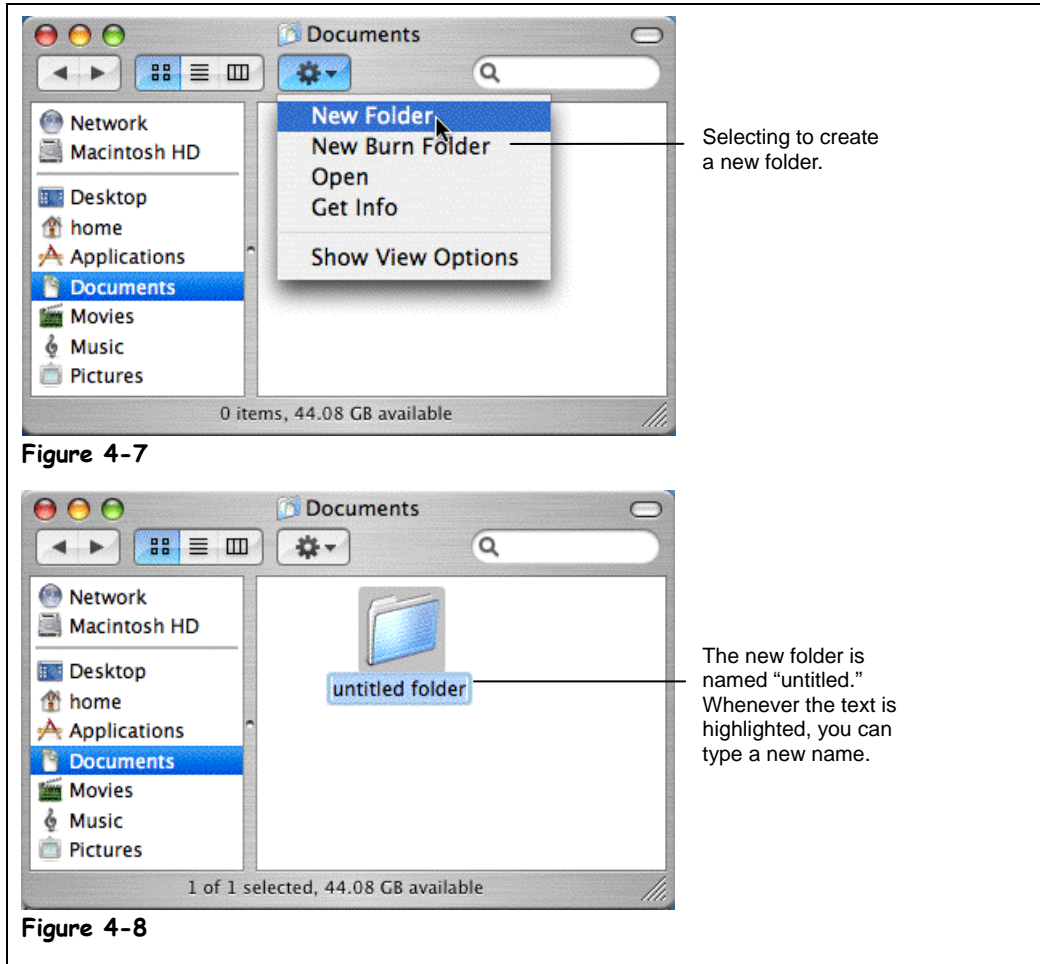 Documents
Network
Macintosh HD
Desktop
home
Applications
Documents
Movies
Music
Pictures
New Folder
New Burn Folder
Open
Get Info
Show View Options
0 items, 44.08 GB available
Selecting to create
a new folder.
Figure 4-7
Documents
Network
Macintosh HD
Desktop
home
Applications
Documents
Movies
Music
Pictures
untitled folder
1 of 1 selected, 44.08 GB available
The new folder is
named “untitled.”
Whenever the text is
highlighted, you can
type a new name.
Figure 4-8